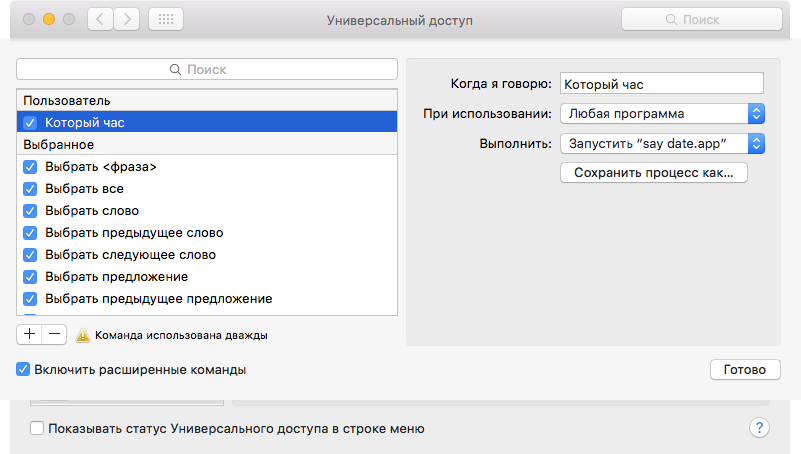 Универсальный доступ
Поиск
Поиск
Пользователь
Который час
Выбранное
Выбрать <фраза>
Выбрать все
Выбрать слово
Выбрать предыдущее слово
Выбрать следующее слово
Выбрать предложение
Выбрать предыдущее предложение
Команда использована дважды
Когда я говорю: Который час
При использовании: Любая программа
Выполнить: Запустить “say date.app”
Сохранить процесс как...
Включить расширенные команды
Готово
Показывать статус Универсального доступа в строке меню
?